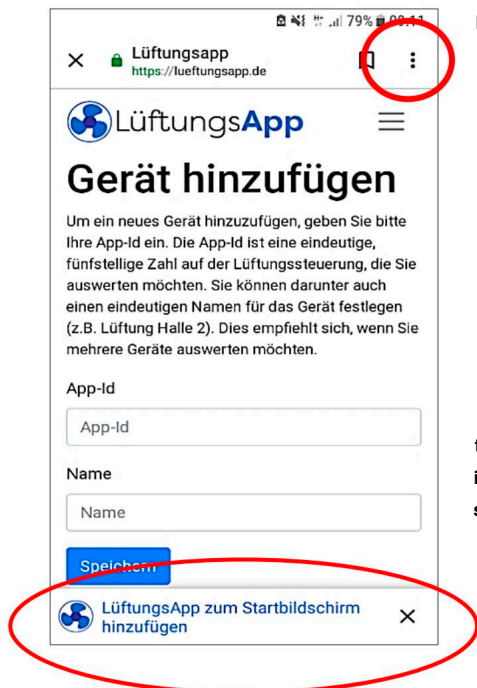 79% 09:11
Lüftungsapp
https://lueftungsapp.de
LüftungsApp
Gerät hinzufügen
Um ein neues Gerät hinzuzufügen, geben Sie bitte
Ihre App-Id ein. Die App-Id ist eine eindeutige,
fünfstellige Zahl auf der Lüftungssteuerung, die Sie
auswerten möchten. Sie können darunter auch
einen eindeutigen Namen für das Gerät festlegen
(z.B. Lüftung Halle 2). Dies empfiehlt sich, wenn Sie
mehrere Geräte auswerten möchten.
App-Id
App-Id
Name
Name
Speichern
LüftungsApp zum Startbildschirm
hinzufügen